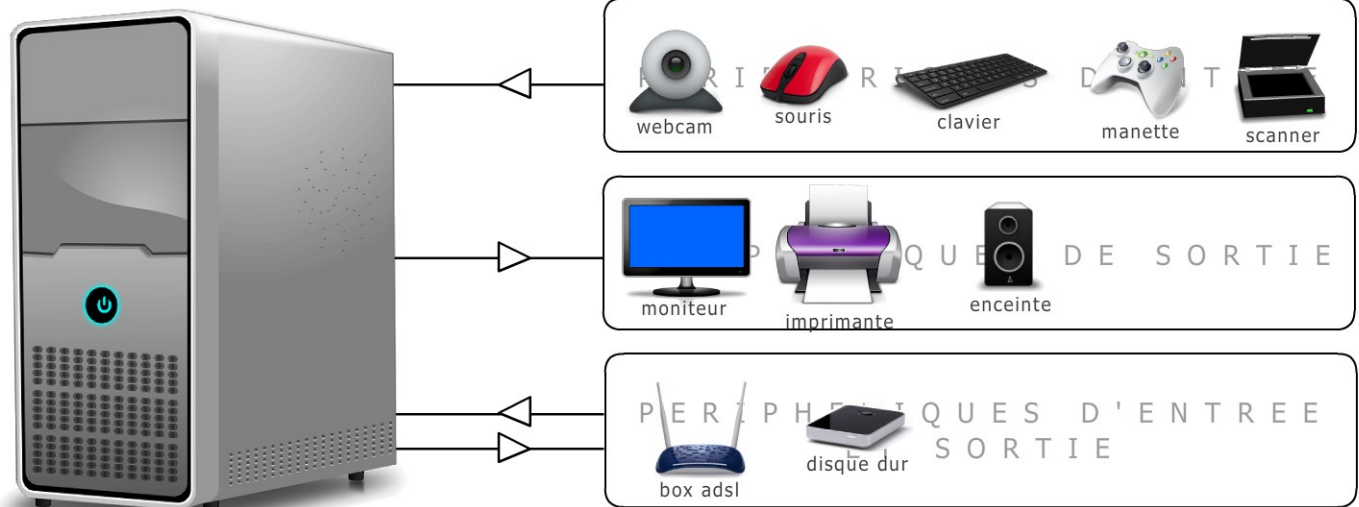 webcam
souris
clavier
manette
scanner
DE SORTIE
moniteur
imprimante
enceinte
PERIPHERIQUES D'ENTREE
SORTIE
box adsl
disque dur